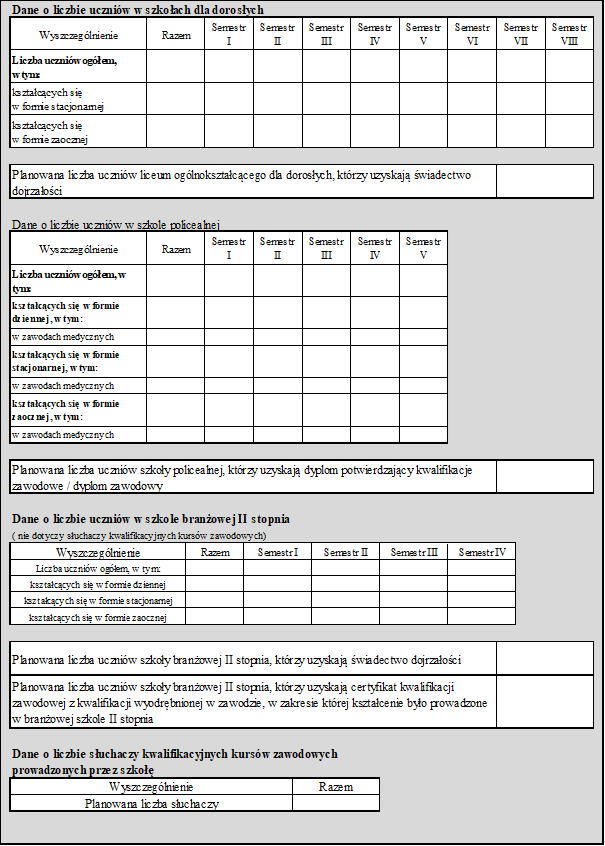 Dane o liczbie uczniów w szkołach dla dorosłych
Wyszczególnienie Razem Semestr I Semestr II Semestr III Semestr IV Semestr V Semestr VI Semestr VII Semestr VIII
Liczba uczniów ogółem,
w tym:
kształcących się
w formie stacjonarnej
kształcących się
w formie zaocznej
Planowana liczba uczniów liceum ogólnokształcącego dla dorosłych, którzy uzyskają świadectwo
dojrzałości
Dane o liczbie uczniów w szkole policealnej
Wyszczególnienie Razem Semestr I Semestr II Semestr III Semestr IV Semestr V
Liczba uczniów ogółem, w
tym:
kształcących się w formie
dziennej, w tym:
w zawodach medycznych
kształcących się w formie
stacjonarnej, w tym:
w zawodach medycznych
kształcących się w formie
zaocznej, w tym:
w zawodach medycznych
Planowana liczba uczniów szkoły policealnej, którzy uzyskają dyplom potwierdzający kwalifikacje
zawodowe / dyplom zawodowy
Dane o liczbie uczniów w szkole branżowej II stopnia
( nie dotyczy słuchaczy kwalifikacyjnych kursów zawodowych)
Wyszczególnienie Razem Semestr I Semestr II Semestr III Semestr IV
Liczba uczniów ogółem, w tym:
kształcących się w formie dziennej
kształcących się w formie stacjonarnej
kształcących się w formie zaocznej
Planowana liczba uczniów szkoły branżowej II stopnia, którzy uzyskają świadectwo dojrzałości
Planowana liczba uczniów szkoły branżowej II stopnia, którzy uzyskają certyfikat kwalifikacji
zawodowej z kwalifikacji wyodrębnionej w zawodzie, w zakresie której kształcenie było prowadzone
w branżowej szkole II stopnia
Dane o liczbie słuchaczy kwalifikacyjnych kursów zawodowych
prowadzonych przez szkołę
Wyszczególnienie Razem
Planowana liczba słuchaczy